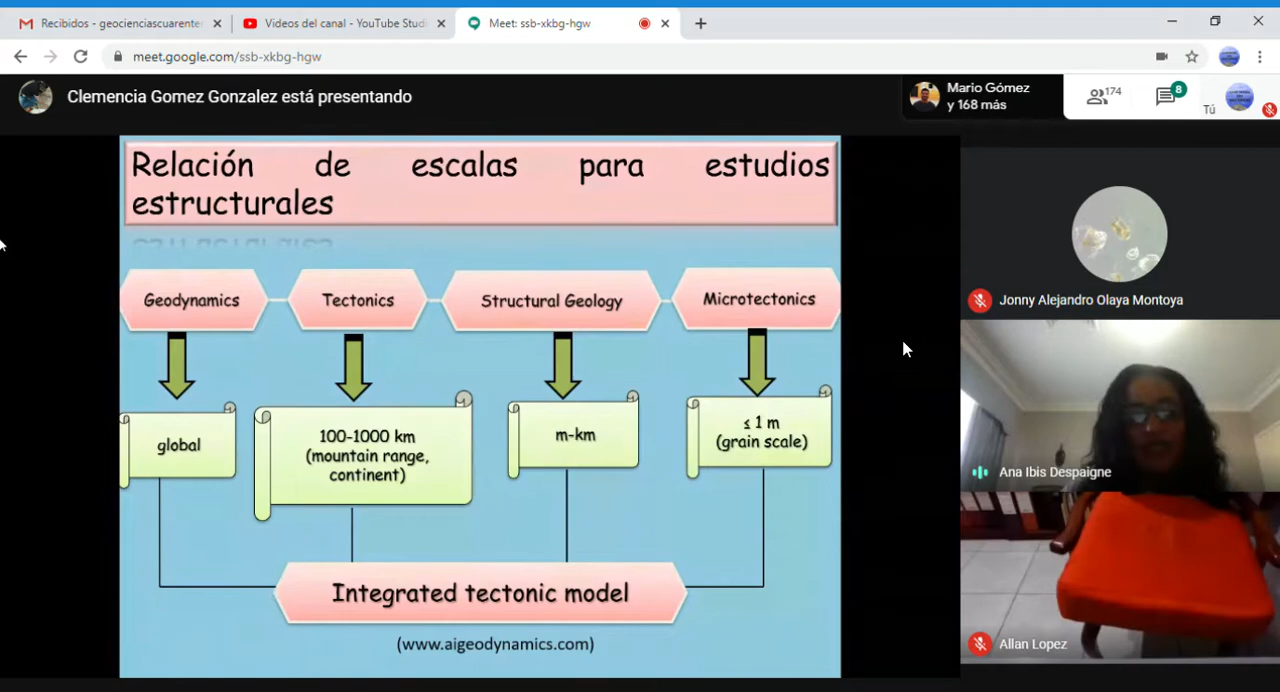 Recibidos - geocienciascuarente
Videos del canal - YouTube Studi
Meet: ssb-xkbg-hgw
meet.google.com/ssb-xkbg-hgw
Clemencia Gomez Gonzalez está presentando
Mario Gómez
y 168 más
174
8
Tú
Relación de escalas para estudios
estructurales
Geodynamics
Tectonics
Structural Geology
Microtectonics
global
100-1000 km
(mountain range,
continent)
m-km
≤ 1 m
(grain scale)
Integrated tectonic model
(www.aigeodynamics.com)
Jonny Alejandro Olaya Montoya
Ana Ibis Despaigne
Allan Lopez